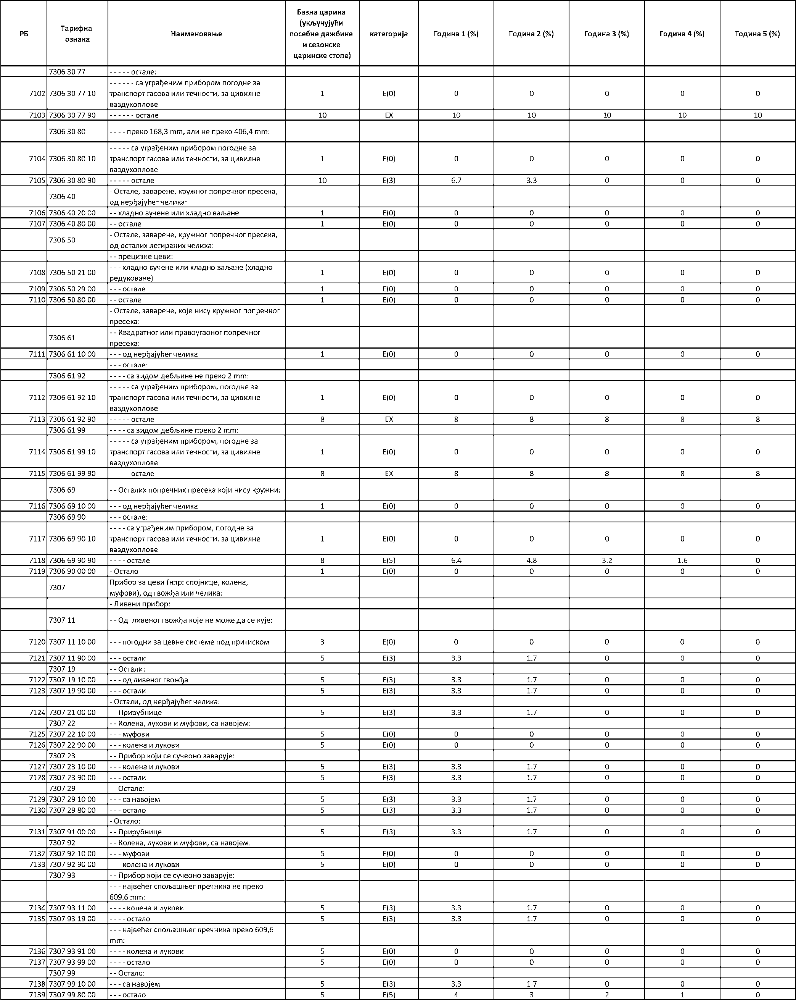 РБ Тарифна ознака Наименовање Базна царина (укључујући посебне дажбине и сезонске царинске стопе) категорија Година 1 (%) Година 2 (%) Година 3 (%) Година 4 (%) Година 5 (%)
7306 30 77 - - - - - остале:
7102 7306 30 77 10 - - - - - - са уграђеним прибором погодне за транспорт гасова или течности, за цивилне ваздухоплове 1 E(0) 0 0 0 0 0
7103 7306 30 77 90 - - - - - - остале 10 EX 10 10 10 10 10
7306 30 80 - - - - преко 168,3 mm, али не преко 406,4 mm:
7104 7306 30 80 10 - - - - - са уграђеним прибором погодне за транспорт гасова или течности, за цивилне ваздухоплове 1 E(0) 0 0 0 0 0
7105 7306 30 80 90 - - - - - остале 10 E(3) 6.7 3.3 0 0 0
7306 40 - Остале, заварене, кружног попречног пресека, од нерђајућег челика:
7106 7306 40 20 00 - - хладно вучене или хладно ваљане 1 E(0) 0 0 0 0 0
7107 7306 40 80 00 - - остале 1 E(0) 0 0 0 0 0
7306 50 - Остале, заварене, кружног попречног пресека, од осталих легираних челика:
- - прецизне цеви:
7108 7306 50 21 00 - - - хладно вучене или хладно ваљане (хладно редуковане) 1 E(0) 0 0 0 0 0
7109 7306 50 29 00 - - - остале 1 E(0) 0 0 0 0 0
7110 7306 50 80 00 - - остале 1 E(0) 0 0 0 0 0
- Остале, заварене, које нису кружног попречног пресека:
7306 61 - - Квадратног или правоугаоног попречног пресека:
7111 7306 61 10 00 - - - од нерђајућег челика 1 E(0) 0 0 0 0 0
- - - остале:
7306 61 92 - - - - са зидом дебљине не преко 2 mm:
7112 7306 61 92 10 - - - - - са уграђеним прибором, погодне за транспорт гасова или течности, за цивилне ваздухоплове 1 E(0) 0 0 0 0 0
7113 7306 61 92 90 - - - - - остале 8 EX 8 8 8 8 8
7306 61 99 - - - - са зидом дебљине преко 2 mm:
7114 7306 61 99 10 - - - - - са уграђеним прибором, погодне за транспорт гасова или течности, за цивилне ваздухоплове 1 E(0) 0 0 0 0 0
7115 7306 61 99 90 - - - - - остале 8 EX 8 8 8 8 8
7306 69 - - Осталих попречних пресека који нису кружни:
7116 7306 69 10 00 - - - од нерђајућег челика 1 E(0) 0 0 0 0 0
7306 69 90 - - - остале:
7117 7306 69 90 10 - - - - са уграђеним прибором, погодне за транспорт гасова или течности, за цивилне ваздухоплове 1 E(0) 0 0 0 0 0
7118 7306 69 90 90 - - - - остале 8 E(5) 6.4 4.8 3.2 1.6 0
7119 7306 90 00 00 - Остало 1 E(0) 0 0 0 0 0
7307 Прибор за цеви (нпр: спојнице, колена, муфови), од гвожђа или челика:
- Ливени прибор:
7307 11 - - Од  ливеног гвожђа које не може да се кује:
7120 7307 11 10 00 - - - погодни за цевне системе под притиском 3 E(0) 0 0 0 0 0
7121 7307 11 90 00 - - - остали 5 E(3) 3.3 1.7 0 0 0
7307 19 - - Остали:
7122 7307 19 10 00 - - - од ливеног гвожђа 5 E(3) 3.3 1.7 0 0 0
7123 7307 19 90 00 - - - остали 5 E(3) 3.3 1.7 0 0 0
- Остали, од нерђајућег челика:
7124 7307 21 00 00 - - Прирубнице 5 E(3) 3.3 1.7 0 0 0
7307 22 - - Колена, лукови и муфови, са навојем:
7125 7307 22 10 00 - - - муфови 5 E(0) 0 0 0 0 0
7126 7307 22 90 00 - - - колена и лукови 5 E(0) 0 0 0 0 0
7307 23 - - Прибор који се сучеоно заварује:
7127 7307 23 10 00 - - - колена и лукови 5 E(3) 3.3 1.7 0 0 0
7128 7307 23 90 00 - - - остали 5 E(3) 3.3 1.7 0 0 0
7307 29 - - Остало:
7129 7307 29 10 00 - - - са навојем 5 E(3) 3.3 1.7 0 0 0
7130 7307 29 80 00 - - - остало 5 E(3) 3.3 1.7 0 0 0
- Остало:
7131 7307 91 00 00 - - Прирубнице 5 E(3) 3.3 1.7 0 0 0
7307 92 - - Колена, лукови и муфови, са навојем:
7132 7307 92 10 00 - - - муфови 5 E(0) 0 0 0 0 0
7133 7307 92 90 00 - - - колена и лукови 5 E(0) 0 0 0 0 0
7307 93 - - Прибор који се сучеоно заварује:
- - - највећег спољашњег пречника не преко 609,6 mm:
7134 7307 93 11 00 - - - - колена и лукови 5 E(3) 3.3 1.7 0 0 0
7135 7307 93 19 00 - - - - остало 5 E(3) 3.3 1.7 0 0 0
- - - највећег спољашњег пречника преко 609,6 mm:
7136 7307 93 91 00 - - - - колена и лукови 5 E(0) 0 0 0 0 0
7137 7307 93 99 00 - - - - остало 5 E(0) 0 0 0 0 0
7307 99 - - Остало:
7138 7307 99 10 00 - - - са навојем 5 E(3) 3.3 1.7 0 0 0
7139 7307 99 80 00 - - - остало 5 E(5) 4 3 2 1 0